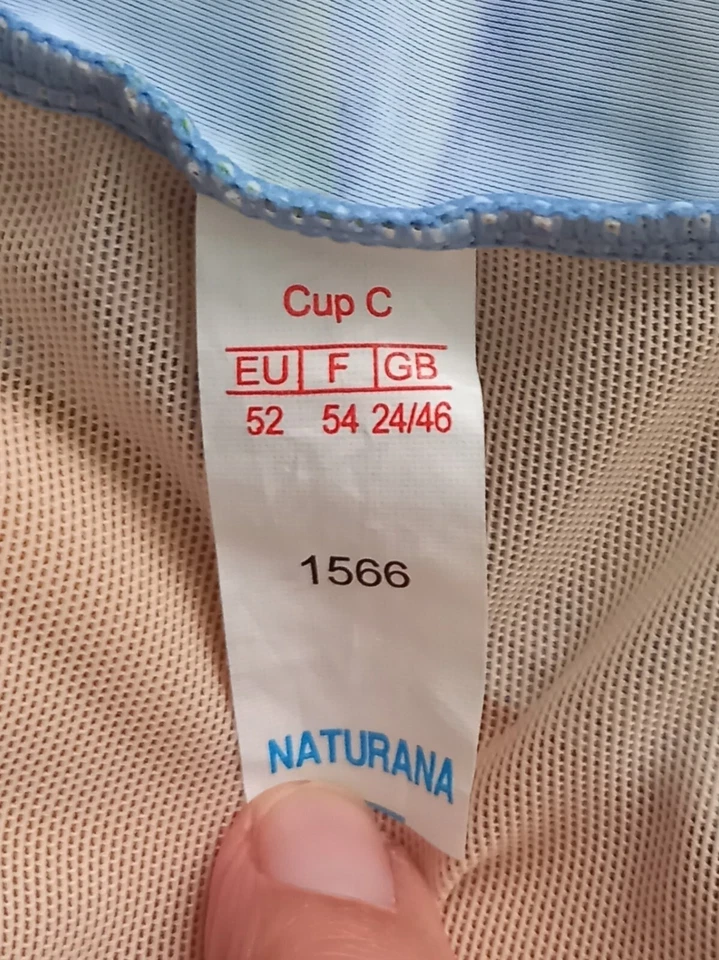 Cup C
EU F GB
52 54 24/46
1566
NATURANA